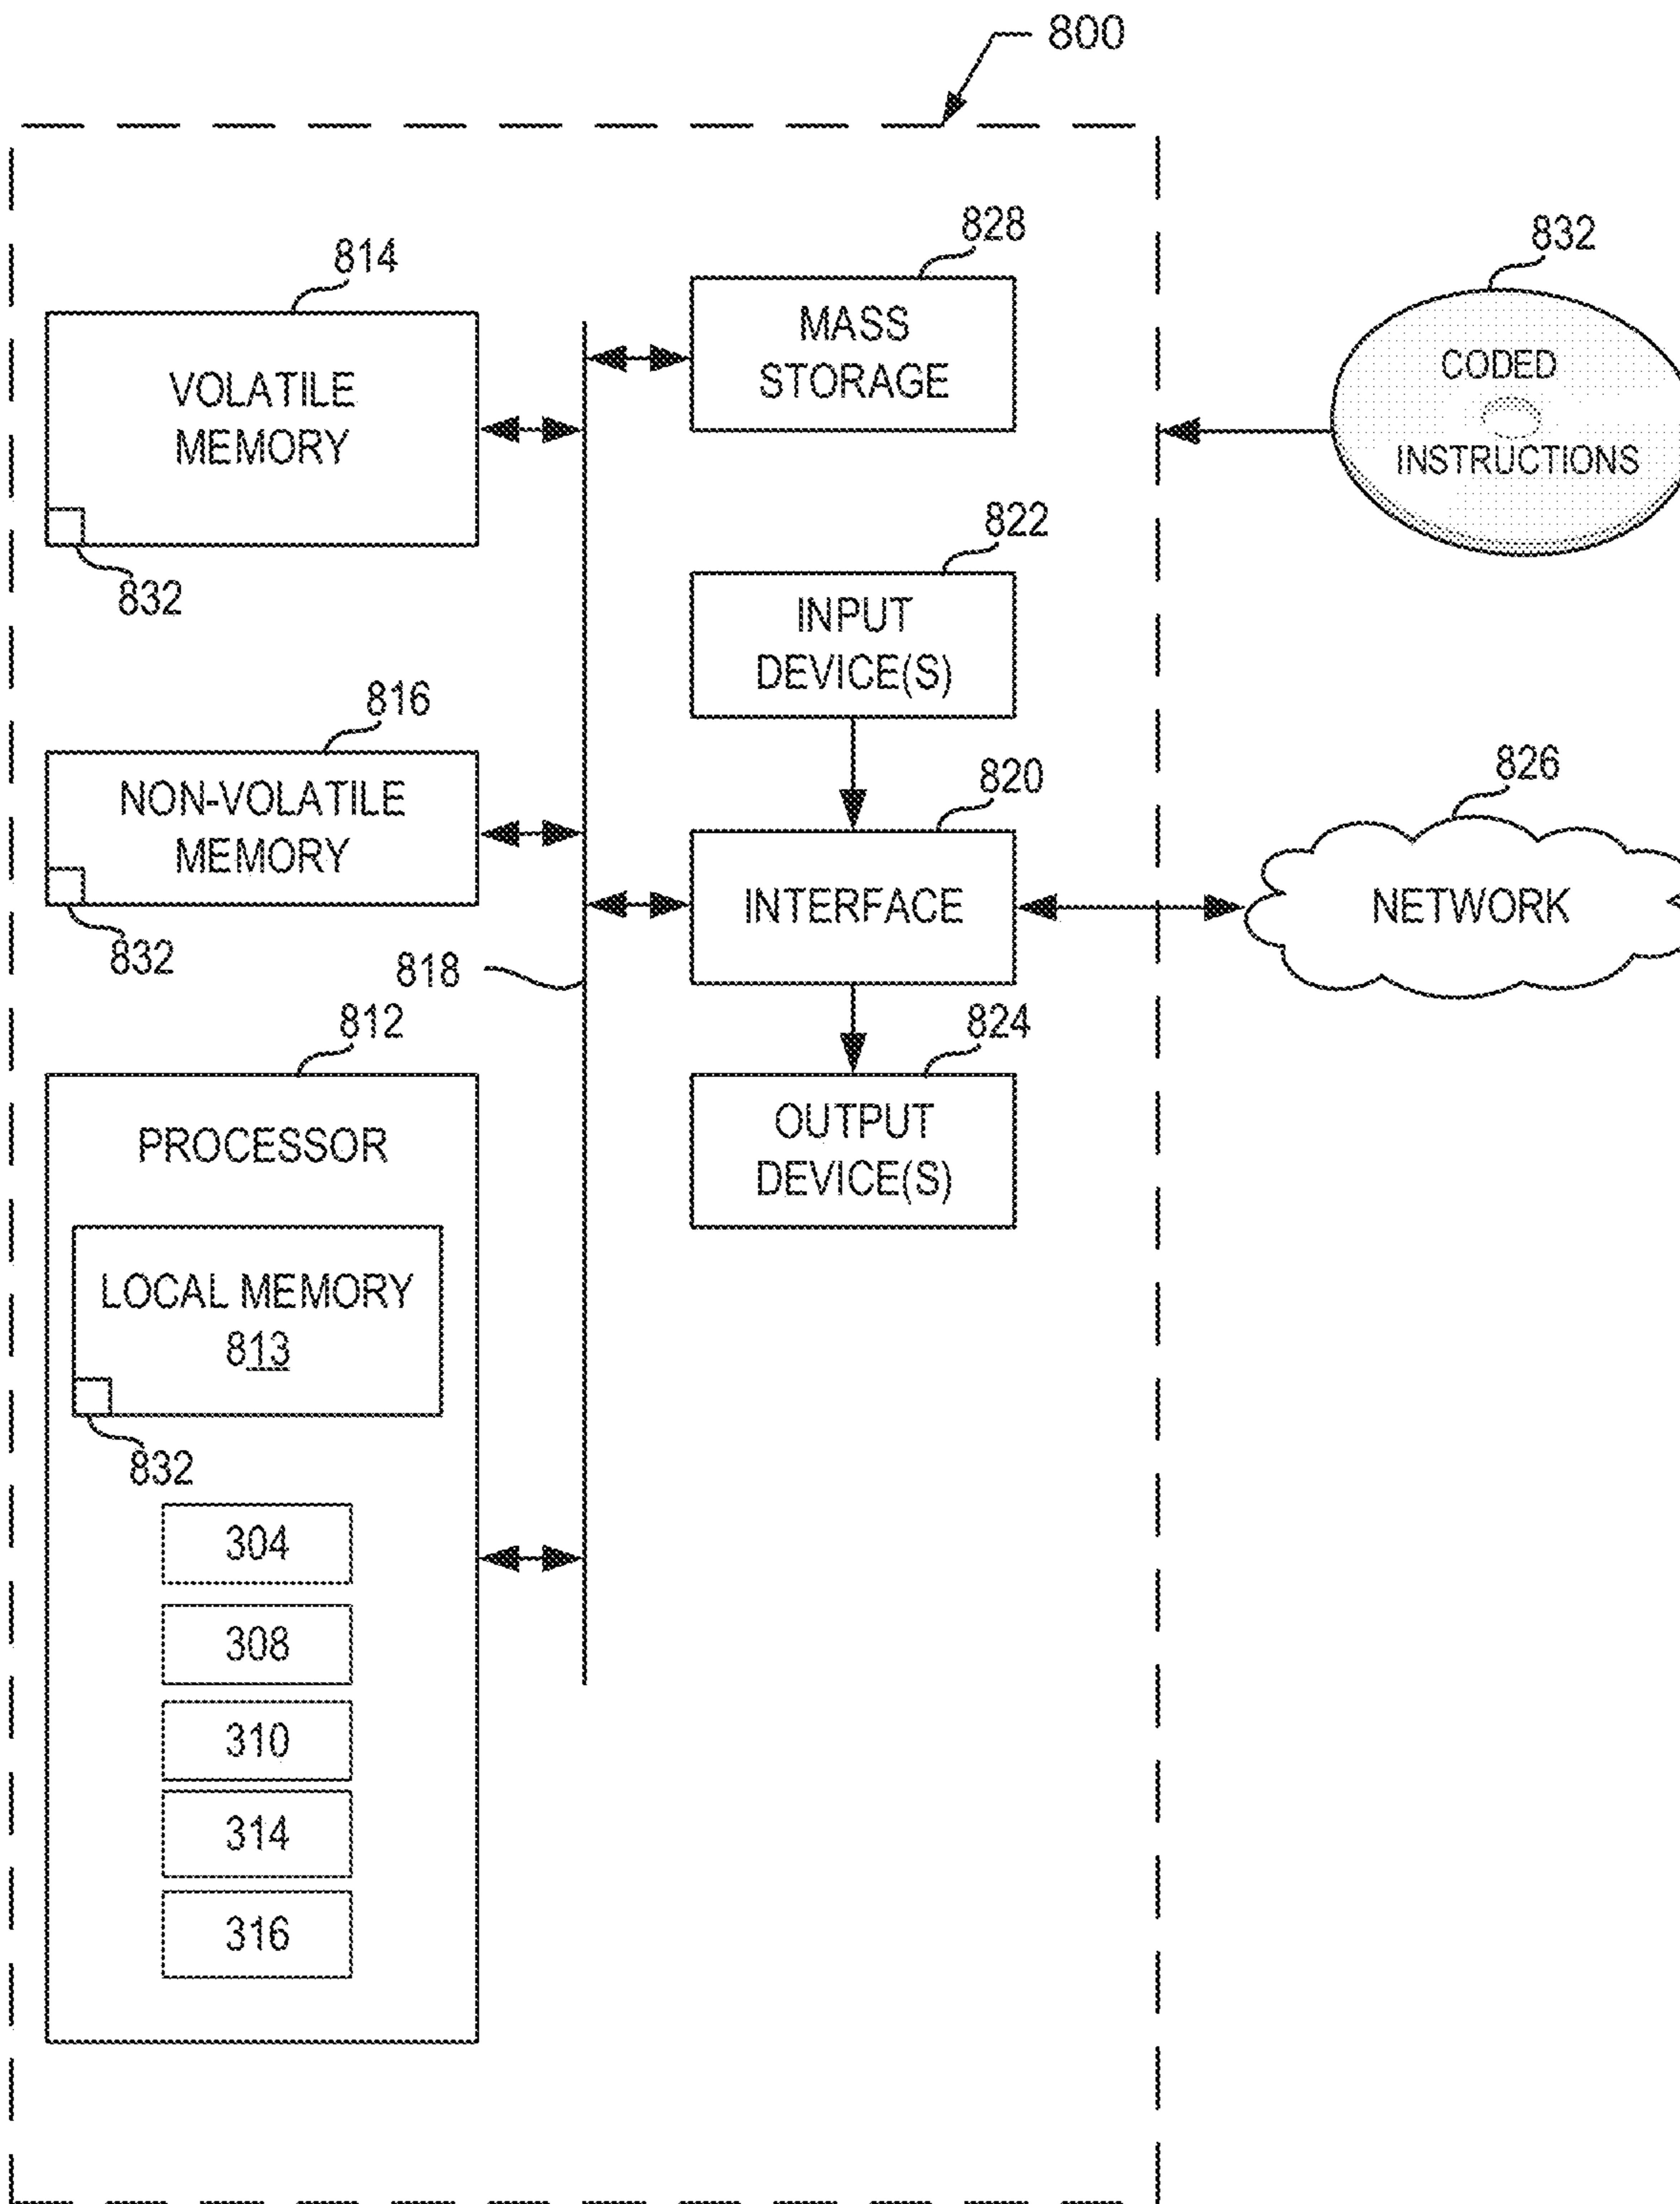 800
828
832
814
MASS
STORAGE
VOLATILE
MEMORY
CODED
INSTRUCTIONS
832
822
INPUT
DEVICE(S)
816
820
826
NON-VOLATILE
MEMORY
INTERFACE
NETWORK
832
818
812
824
PROCESSOR
OUTPUT
DEVICE(S)
LOCAL MEMORY
813
832
304
308
310
314
316